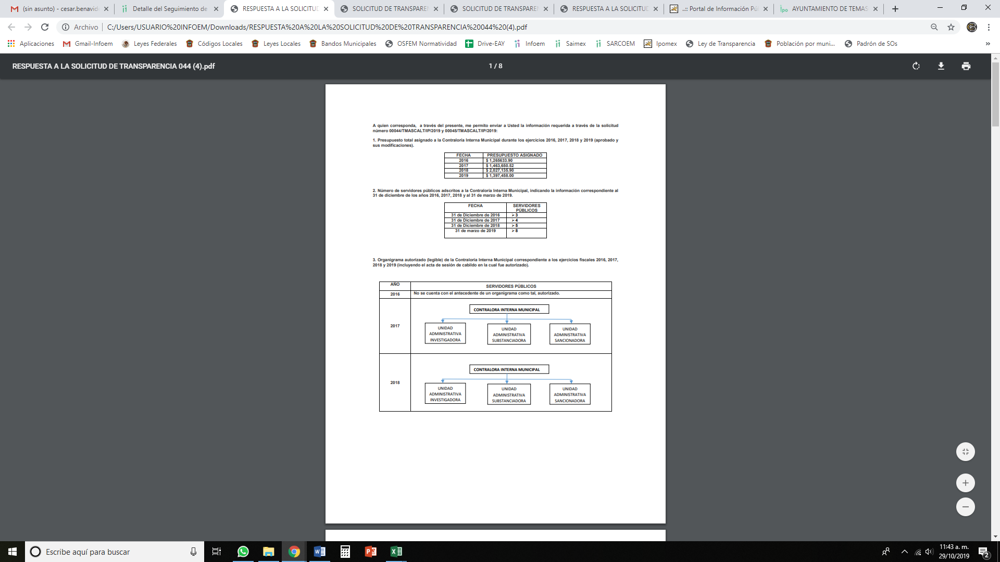 (sin asunto) - cesar.benavid
Detalle del Seguimiento de
RESPUESTA A LA SOLICITUD
SOLICITUD DE TRANSPAREN
SOLICITUD DE TRANSPAREN
RESPUESTA A LA SOLICITUD
..:: Portal de Información Pú
AYUNTAMIENTO DE TEMAS
Archivo
C:/Users/USUARIO%20INFOEM/Downloads/RESPUESTA%20A%20LA%20SOLICITUD%20DE%20TRANSPARENCIA%20044%20(4).pdf
Aplicaciones
Gmail-Infoem
Leyes Federales
Códigos Locales
Leyes Locales
Bandos Municipales
OSFEM Normatividad
Drive-EAY
Infoem
Saimex
SARCOEM
Ipomex
Ley de Transparencia
Población por muni...
Padrón de SOs
»
RESPUESTA A LA SOLICITUD DE TRANSPARENCIA 044 (4).pdf
1 / 8
A quien corresponda, a través del presente, me permito enviar a Usted la información requerida a través de la solicitud
número 00044/TMASCALT/IP/2019 y 00045/TMASCALT/IP/2019:
1. Presupuesto total asignado a la Contraloría Interna Municipal durante los ejercicios 2016, 2017, 2018 y 2019 (aprobado y
sus modificaciones).
FECHA PRESUPUESTO ASIGNADO
2016 $ 1,265633.90
2017 $ 1,463,650.52
2018 $ 2,027,135.90
2019 $ 1,397,458.00
2. Número de servidores públicos adscritos a la Contraloría Interna Municipal, indicando la información correspondiente al
31 de diciembre de los años 2016, 2017, 2018 y al 31 de marzo de 2019.
FECHA SERVIDORES
PÚBLICOS
31 de Diciembre de 2016 ➢ 3
31 de Diciembre de 2017 ➢ 4
31 de Diciembre de 2018 ➢ 5
31 de marzo de 2019 ➢ 8
3. Organigrama autorizado (legible) de la Contraloría Interna Municipal correspondiente a los ejercicios fiscales 2016, 2017,
2018 y 2019 (incluyendo el acta de sesión de cabildo en la cual fue autorizado).
AÑO SERVIDORES PÚBLICOS
2016 No se cuenta con el antecedente de un organigrama como tal, autorizado.
2017
CONTRALORA INTERNA MUNICIPAL
UNIDAD
ADMINISTRATIVA
INVESTIGADORA
UNIDAD
ADMINISTRATIVA
SUBSTANCIADORA
UNIDAD
ADMINISTRATIVA
SANCIONADORA
2018
CONTRALORA INTERNA MUNICIPAL
UNIDAD
ADMINISTRATIVA
INVESTIGADORA
UNIDAD
ADMINISTRATIVA
SUBSTANCIADORA
UNIDAD
ADMINISTRATIVA
SANCIONADORA
Escribe aquí para buscar
11:43 a. m.
29/10/2019
2